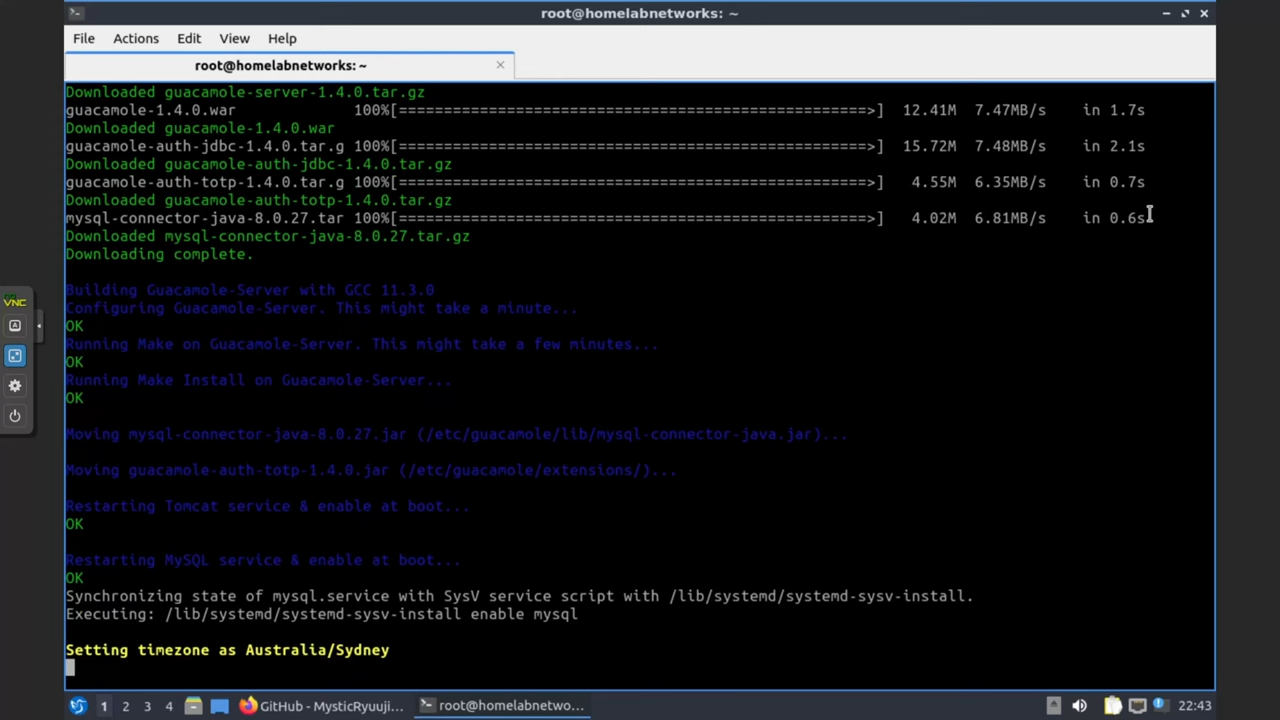 root@homelabnetworks: ~
File Actions Edit View Help
root@homelabnetworks: ~
Downloaded guacamole-server-1.4.0.tar.gz
guacamole-1.4.0.war 100%[====================================================>] 12.41M 7.47MB/s in 1.7s
Downloaded guacamole-1.4.0.war
guacamole-auth-jdbc-1.4.0.tar.g 100%[====================================================>] 15.72M 7.48MB/s in 2.1s
Downloaded guacamole-auth-jdbc-1.4.0.tar.gz
guacamole-auth-totp-1.4.0.tar.g 100%[====================================================>] 4.55M 6.35MB/s in 0.7s
Downloaded guacamole-auth-totp-1.4.0.tar.gz
mysql-connector-java-8.0.27.tar 100%[====================================================>] 4.02M 6.81MB/s in 0.6s
Downloaded mysql-connector-java-8.0.27.tar.gz
Downloading complete.
Building Guacamole-Server with GCC 11.3.0
Configuring Guacamole-Server. This might take a minute...
OK
Running Make on Guacamole-Server. This might take a few minutes...
OK
Running Make Install on Guacamole-Server...
OK
Moving mysql-connector-java-8.0.27.jar (/etc/guacamole/lib/mysql-connector-java.jar)...
Moving guacamole-auth-totp-1.4.0.jar (/etc/guacamole/extensions/)...
Restarting Tomcat service & enable at boot...
OK
Restarting MySQL service & enable at boot...
OK
Synchronizing state of mysql.service with SysV service script with /lib/systemd/systemd-sysv-install.
Executing: /lib/systemd/systemd-sysv-install enable mysql
Setting timezone as Australia/Sydney
VNC
A
1 2 3 4 GitHub - MysticRyuuji... root@homelabnetwo... 22:43